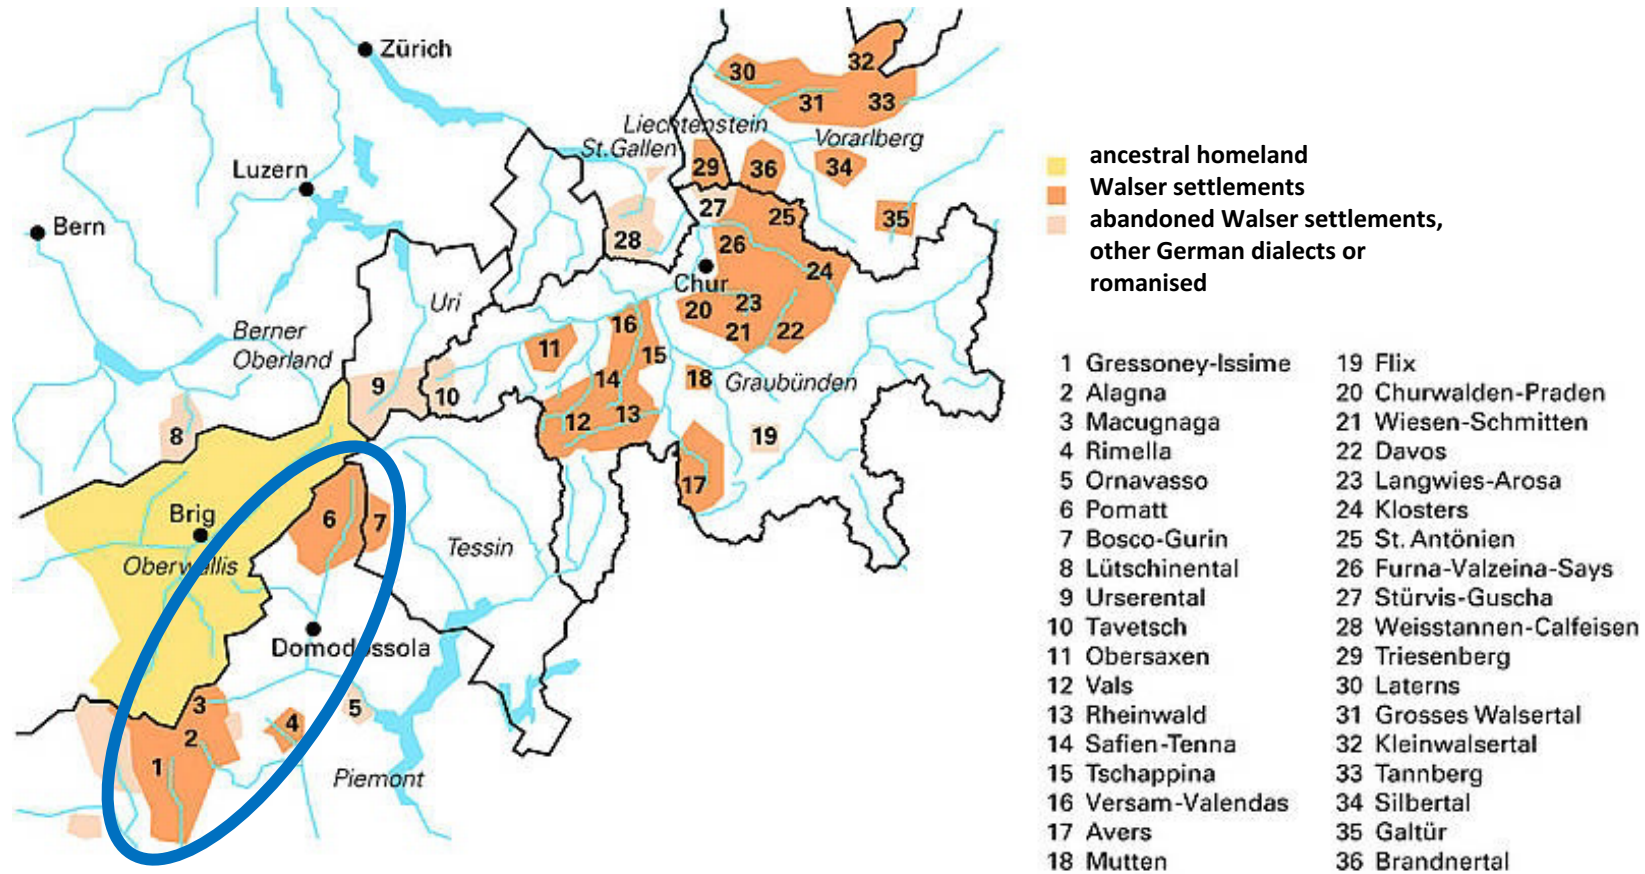 Zürich
30
32
31
33
Liechtenstein
St.Gallen
Vorarlberg
Luzern
29
36
34
27
25
35
Bern
28
26
Chur
24
Uri
20
23
21
22
Berner
Oberland
16
11
15
9
10
14
18
Graubünden
12
13
8
19
17
Brig
6
7
Tessin
Oberwallis
Domodossola
3
5
2
4
1
Piemont
ancestral homeland
Walser settlements
abandoned Walser settlements,
other German dialects or
romanised
1 Gressoney-Issime
2 Alagna
3 Macugnaga
4 Rimella
5 Ornavasso
6 Pomatt
7 Bosco-Gurin
8 Lütschinental
9 Urserental
10 Tavetsch
11 Obersaxen
12 Vals
13 Rheinwald
14 Safien-Tenna
15 Tschappina
16 Versam-Valendas
17 Avers
18 Mutten
19 Flix
20 Churwalden-Praden
21 Wiesen-Schmitten
22 Davos
23 Langwies-Arosa
24 Klosters
25 St. Antönien
26 Furna-Valzeina-Says
27 Stürvis-Guscha
28 Weisstannen-Calfeisen
29 Triesenberg
30 Laterns
31 Grosses Walsertal
32 Kleinwalsertal
33 Tannberg
34 Silbertal
35 Galtür
36 Brandnertal